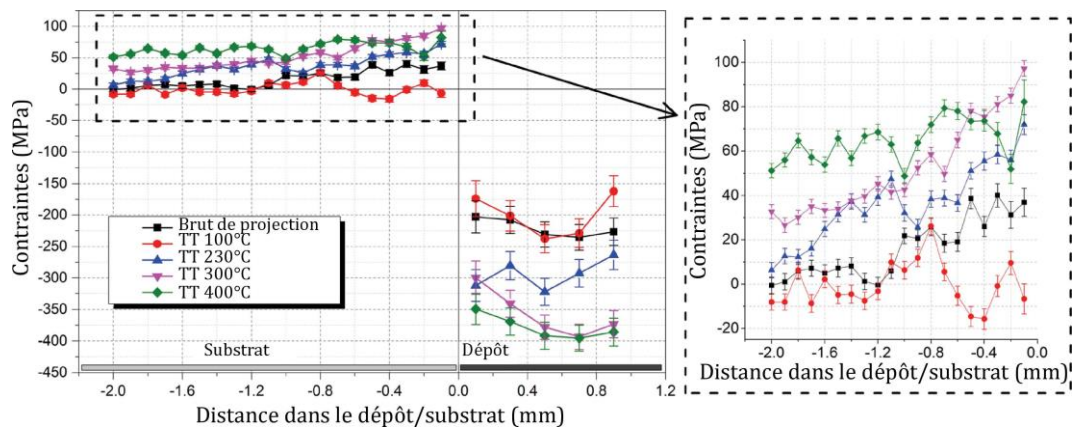 Contraintes (MPa)
100
50
0
-50
-100
-150
-200
-250
-300
-350
-400
-450
Brut de projection
TT 100°C
TT 230°C
TT 300°C
TT 400°C
Substrat
Dépôt
-2.0 -1.6 -1.2 -0.8 -0.4 0.0 0.4 0.8 1.2
Distance dans le dépôt/substrat (mm)
Contraintes (MPa)
100
80
60
40
20
0
-20
-2.0 -1.6 -1.2 -0.8 -0.4 0.0
Distance dans le dépôt/substrat (mm)